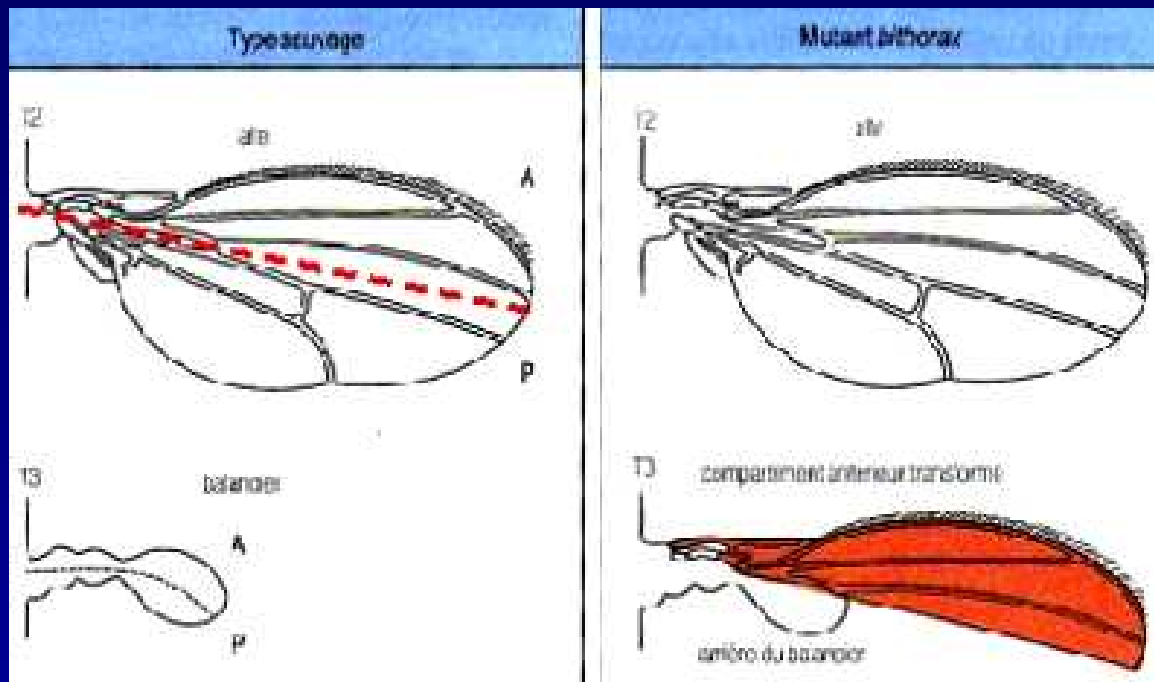 Type sauvage
Mutant bithorax
T2
aile
A
P
T2
aile
T3
balancier
A
P
T3
compartiment antérieur transformé
arrière du balancier